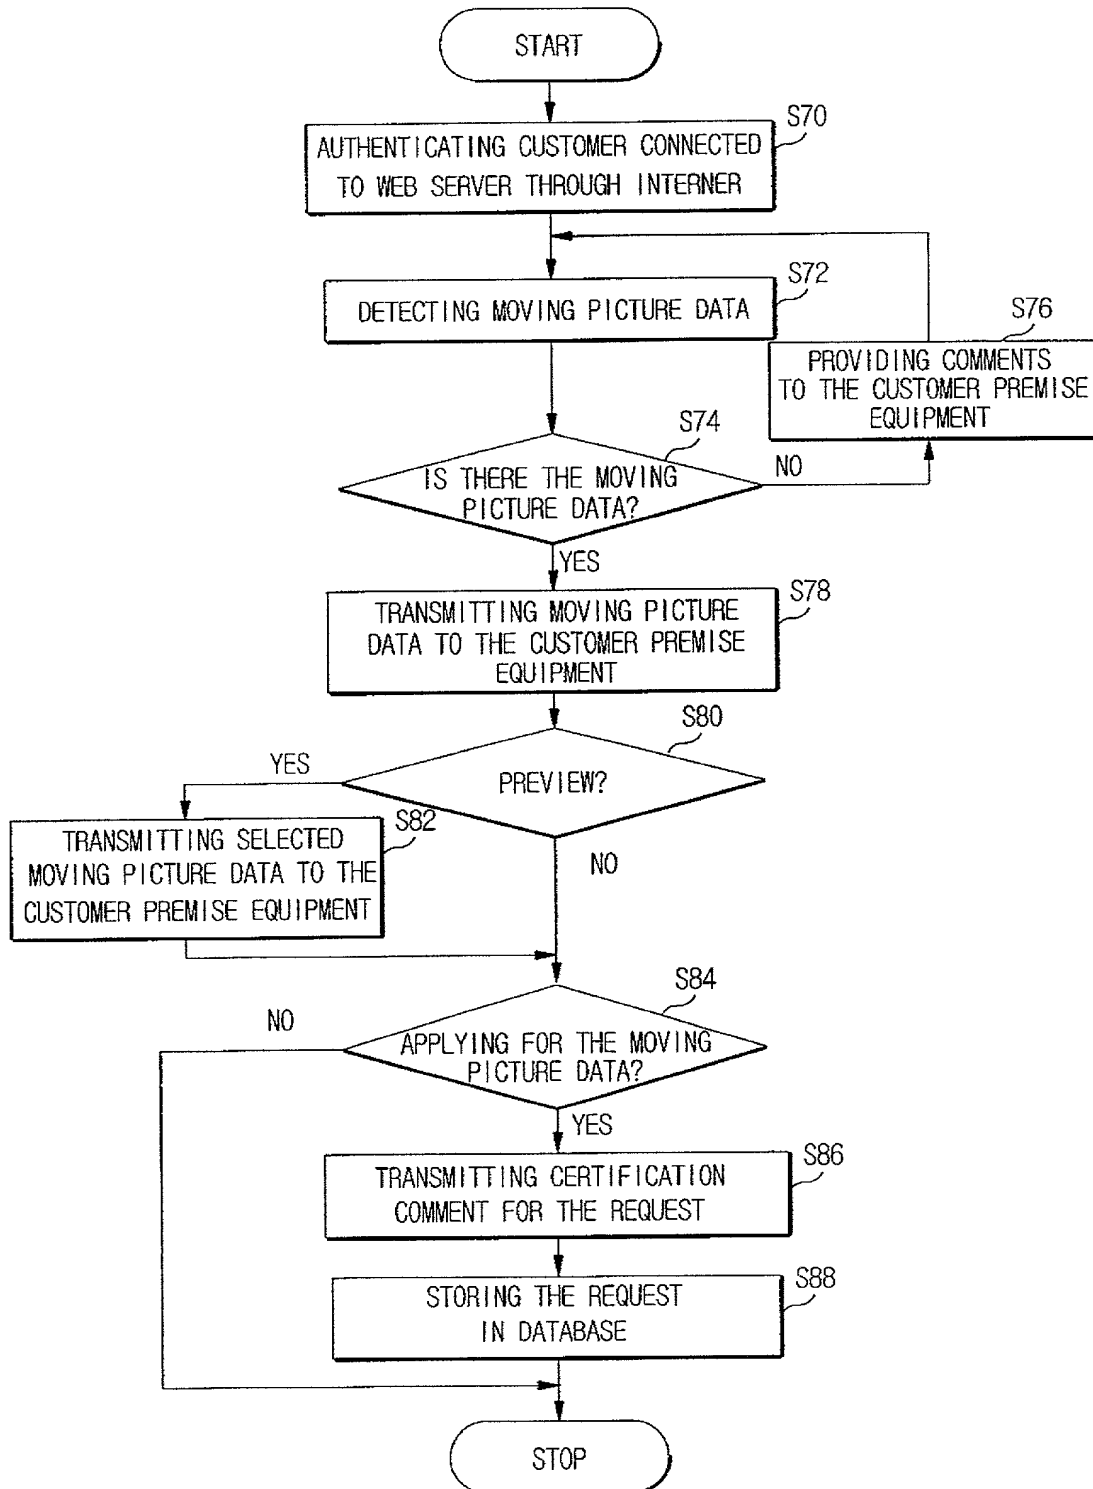 START
S70
AUTHENTICATING CUSTOMER CONNECTED
TO WEB SERVER THROUGH INTERNER
S72
DETECTING MOVING PICTURE DATA
S76
PROVIDING COMMENTS
TO THE CUSTOMER PREMISE
EQUIPMENT
S74
IS THERE THE MOVING
PICTURE DATA?
NO
YES
S78
TRANSMITTING MOVING PICTURE
DATA TO THE CUSTOMER PREMISE
EQUIPMENT
S80
PREVIEW?
YES
NO
S82
TRANSMITTING SELECTED
MOVING PICTURE DATA TO THE
CUSTOMER PREMISE EQUIPMENT
S84
APPLYING FOR THE MOVING
PICTURE DATA?
NO
YES
S86
TRANSMITTING CERTIFICATION
COMMENT FOR THE REQUEST
S88
STORING THE REQUEST
IN DATABASE
STOP